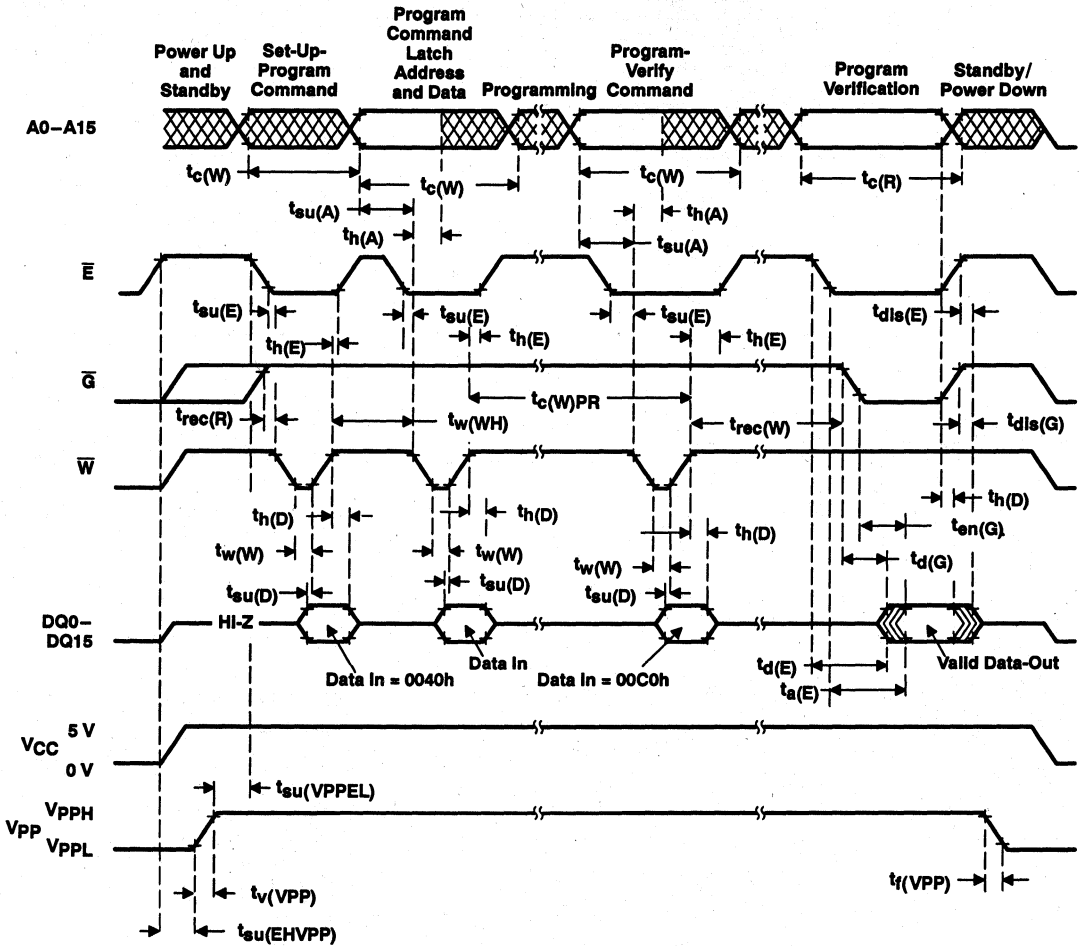 Power Up
and
Standby
Set-Up-
Program
Command
Program
Command
Latch
Address
and Data
Programming
Program-
Verify
Command
Program
Verification
Standby/
Power Down
A0–A15
tc(W)
tc(W)
tc(W)
tc(R)
tsu(A)
th(A)
th(A)
tsu(A)
E
tsu(E)
tsu(E)
tsu(E)
tdis(E)
th(E)
th(E)
th(E)
G
trec(R)
tw(WH)
tc(W)PR
trec(W)
tdis(G)
W
th(D)
th(D)
th(D)
th(D)
ten(G)
tw(W)
tw(W)
tw(W)
td(G)
tsu(D)
tsu(D)
tsu(D)
DQ0–
DQ15
HI-Z
Data In = 0040h
Data In
Data In = 00C0h
Valid Data-Out
td(E)
ta(E)
VCC
5 V
0 V
tsu(VPPEL)
VPP
VPPH
VPPL
tv(VPP)
tf(VPP)
tsu(EHVPP)